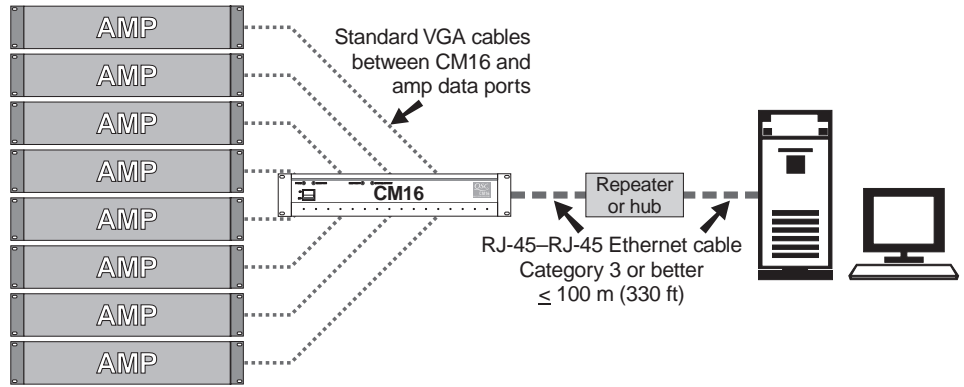 AMP
AMP
AMP
AMP
AMP
AMP
AMP
AMP
Standard VGA cables
between CM16 and
amp data ports
CM16
QSC
Repeater
or hub
RJ-45–RJ-45 Ethernet cable
Category 3 or better
≤ 100 m (330 ft)